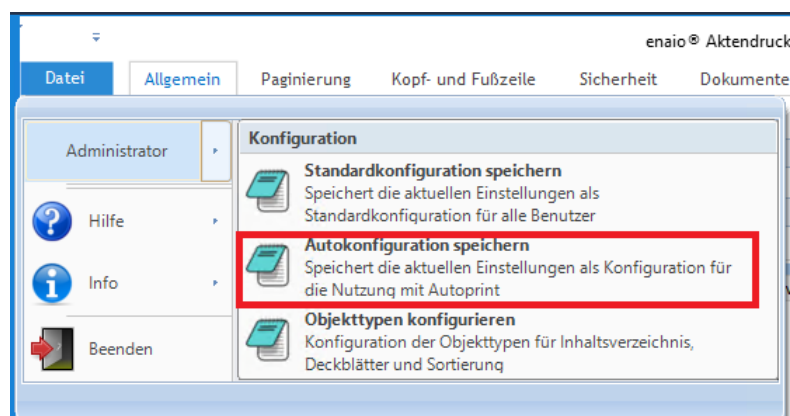 enaio® Aktendruck
Datei Allgemein Paginierung Kopf- und Fußzeile Sicherheit Dokumente
Administrator
Hilfe
Info
Beenden
Konfiguration
Standardkonfiguration speichern
Speichert die aktuellen Einstellungen als
Standardkonfiguration für alle Benutzer
Autokonfiguration speichern
Speichert die aktuellen Einstellungen als Konfiguration für
die Nutzung mit Autoprint
Objekttypen konfigurieren
Konfiguration der Objekttypen für Inhaltsverzeichnis,
Deckblätter und Sortierung